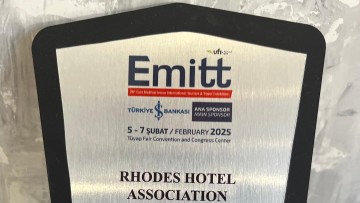 Emitt
TÜRKİYE İŞ BANKASI
ANA SPONSOR
MAIN SPONSOR
5 - 7 ŞUBAT / FEBRUARY 2025
Tüyap Fair Convention and Congress Center
RHODES HOTEL
ASSOCIATION